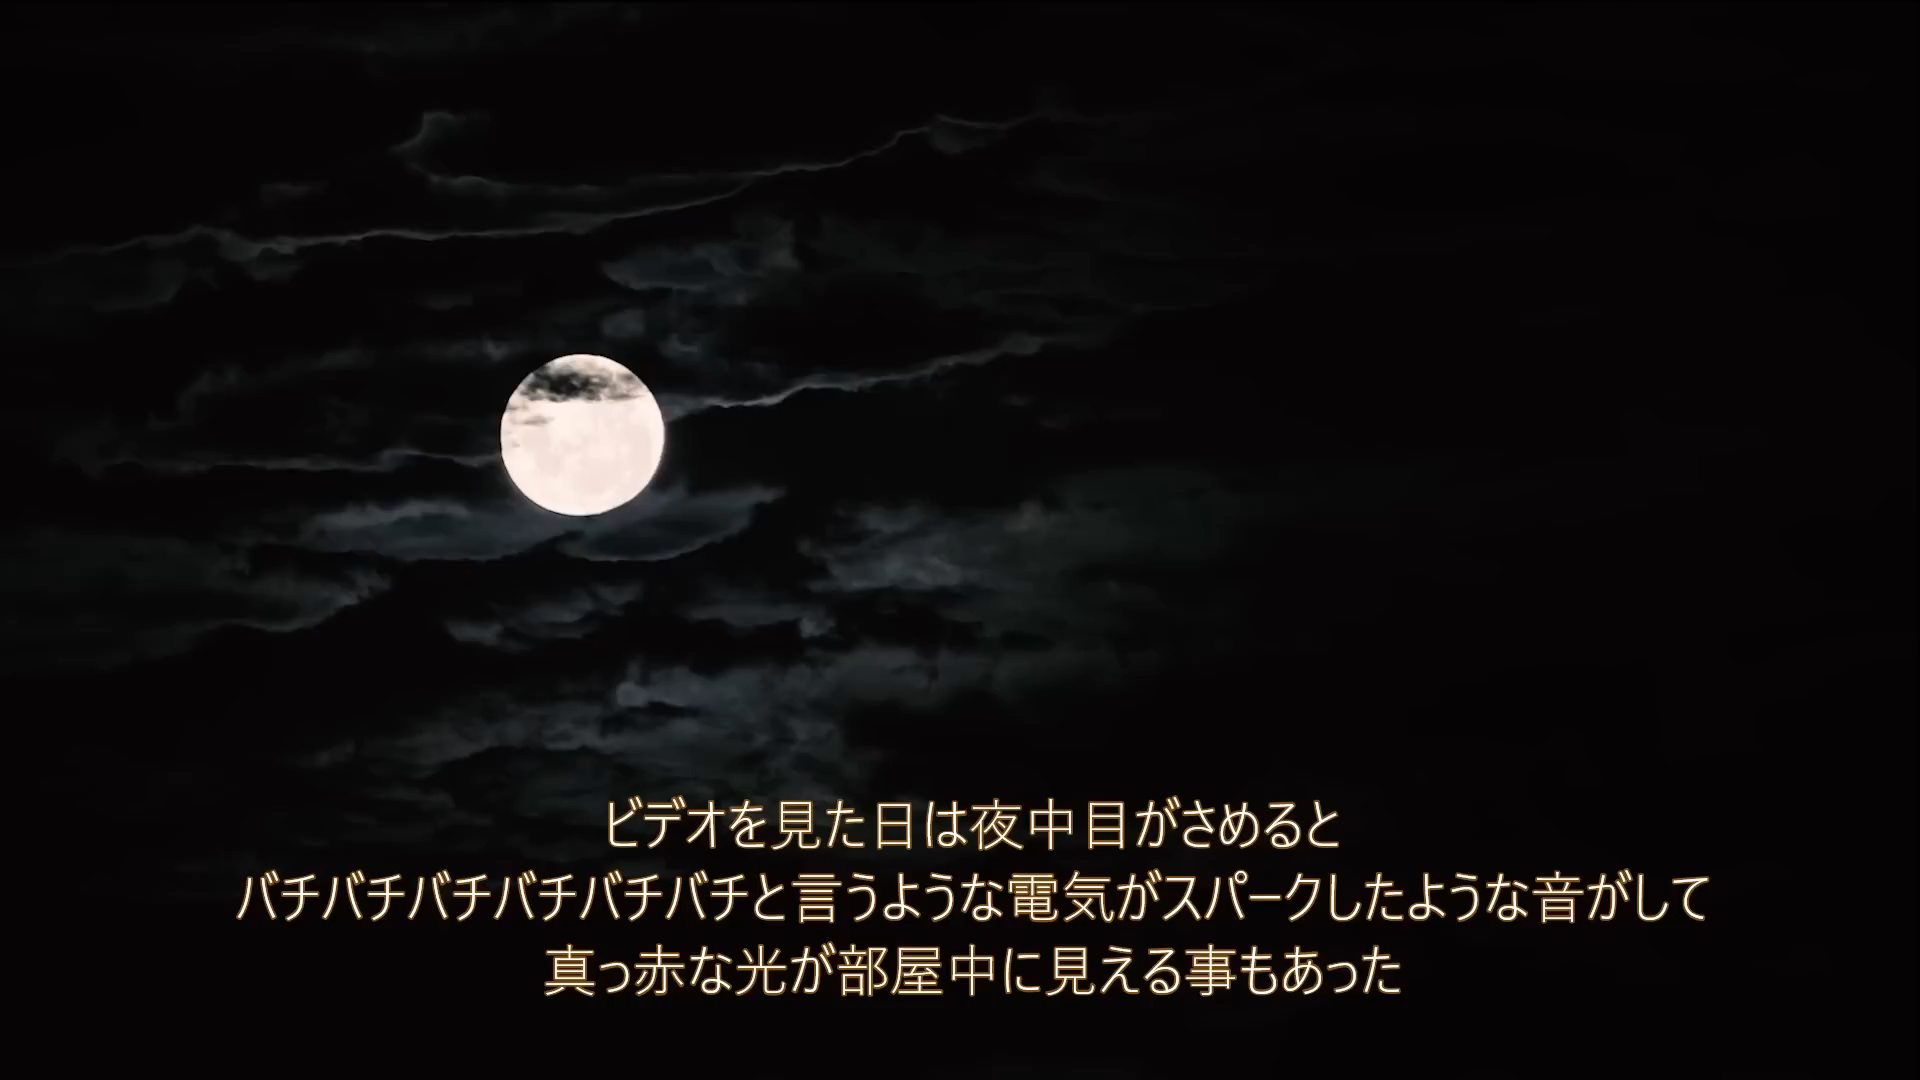 ビデオを見た日は夜中目がさめると
バチバチバチバチバチバチと言うような電気がスパークしたような音がして
真っ赤な光が部屋中に見える事もあった